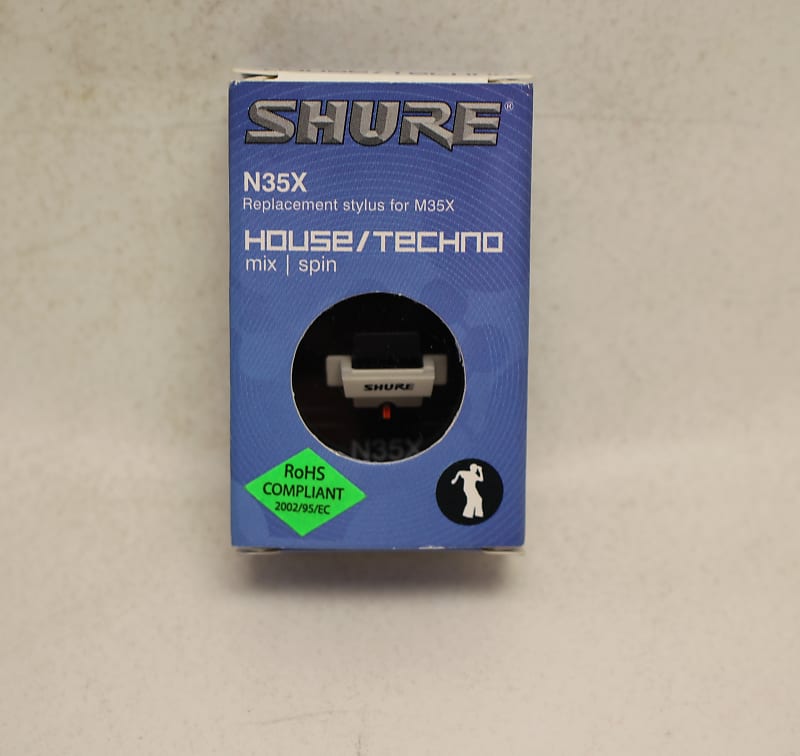 SHURE®
N35X
Replacement stylus for M35X
HOUSE/TECHNO
mix | spin
SHURE
N35X
RoHS
COMPLIANT
2002/95/EC